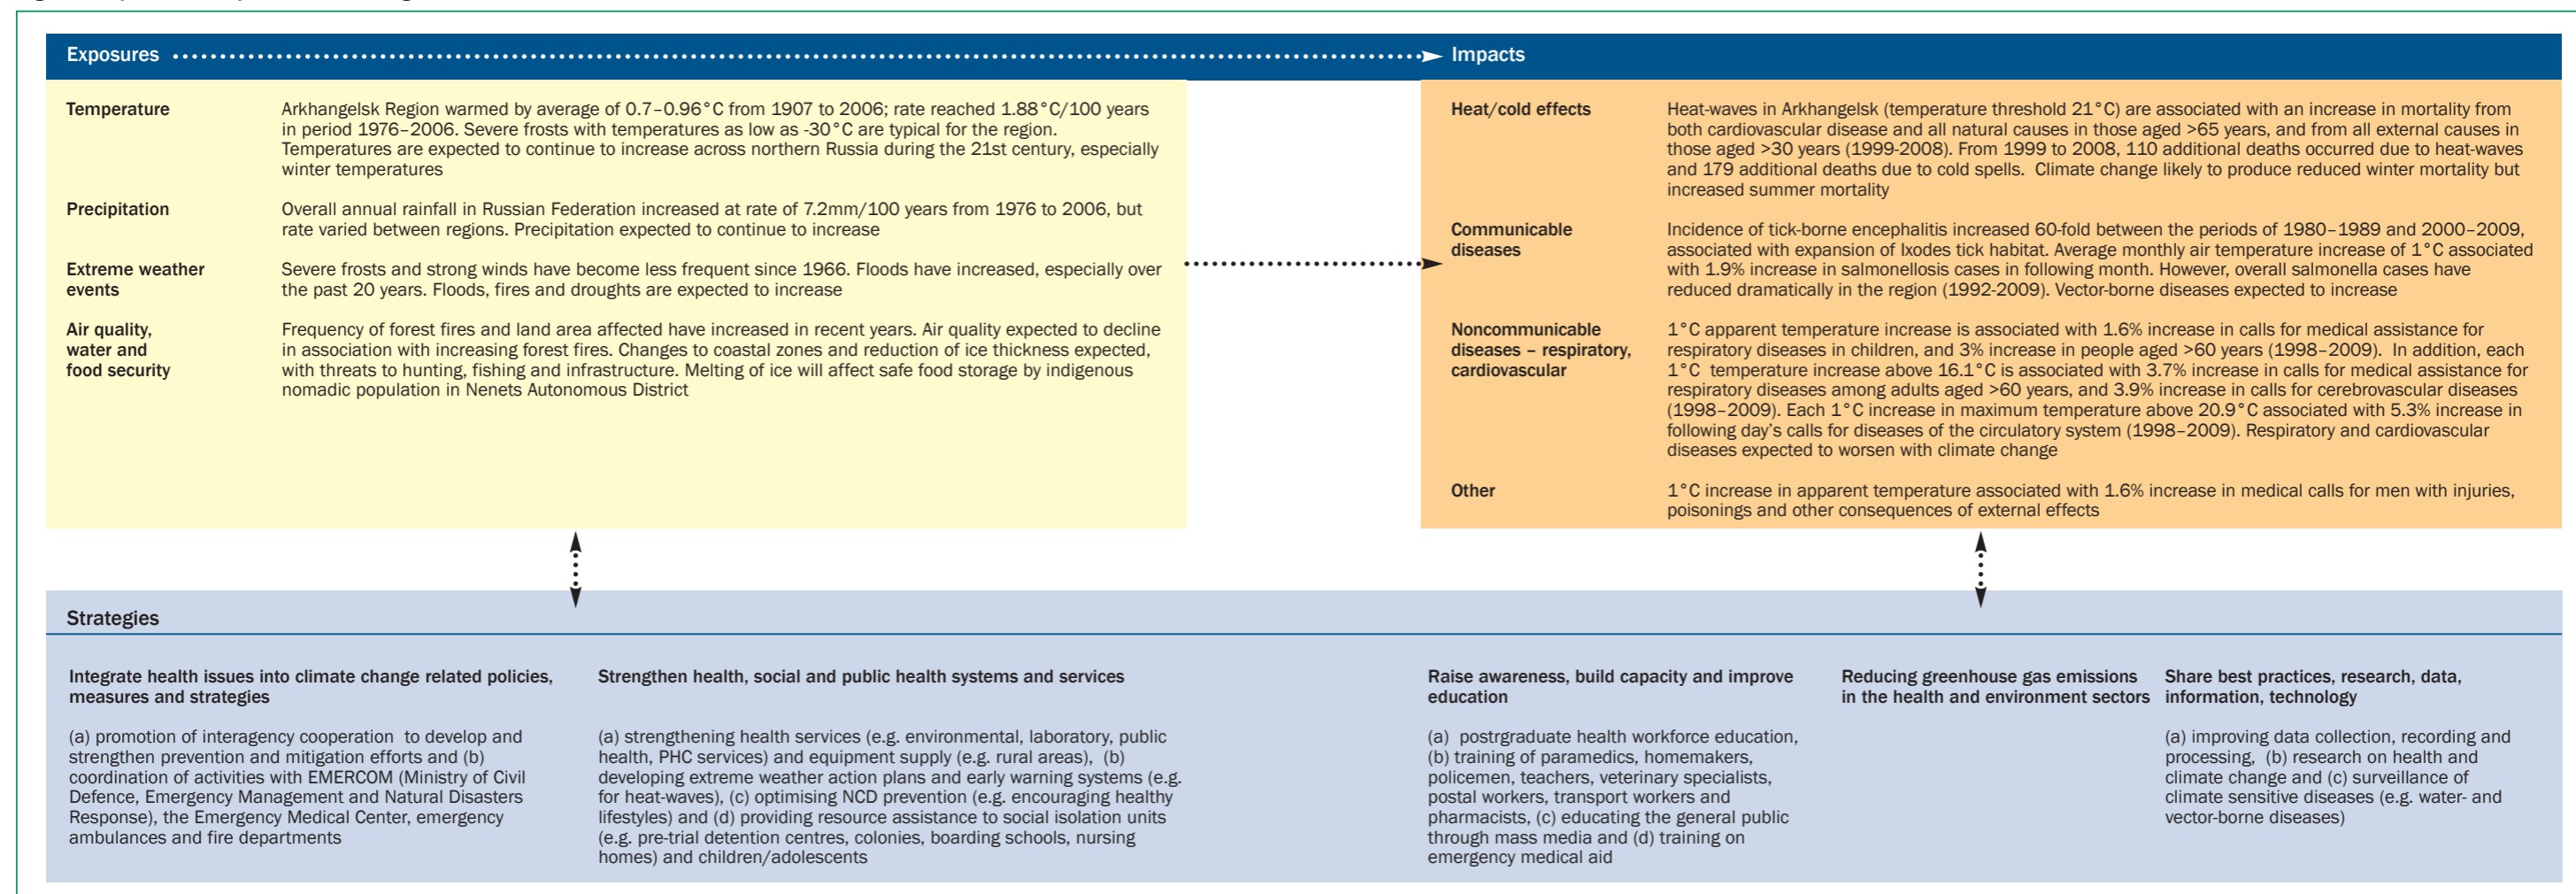 Exposures
Impacts
Temperature
Arkhangelsk Region warmed by average of 0.7–0.96°C from 1907 to 2006; rate reached 1.88°C/100 years
in period 1976–2006. Severe frosts with temperatures as low as -30°C are typical for the region.
Temperatures are expected to continue to increase across northern Russia during the 21st century, especially
winter temperatures
Precipitation
Overall annual rainfall in Russian Federation increased at rate of 7.2mm/100 years from 1976 to 2006, but
rate varied between regions. Precipitation expected to continue to increase
Extreme weather
events
Severe frosts and strong winds have become less frequent since 1966. Floods have increased, especially over
the past 20 years. Floods, fires and droughts are expected to increase
Air quality,
water and
food security
Frequency of forest fires and land area affected have increased in recent years. Air quality expected to decline
in association with increasing forest fires. Changes to coastal zones and reduction of ice thickness expected,
with threats to hunting, fishing and infrastructure. Melting of ice will affect safe food storage by indigenous
nomadic population in Nenets Autonomous District
Heat/cold effects
Heat-waves in Arkhangelsk (temperature threshold 21°C) are associated with an increase in mortality from
both cardiovascular disease and all natural causes in those aged >65 years, and from all external causes in
those aged >30 years (1999-2008). From 1999 to 2008, 110 additional deaths occurred due to heat-waves
and 179 additional deaths due to cold spells. Climate change likely to produce reduced winter mortality but
increased summer mortality
Communicable
diseases
Incidence of tick-borne encephalitis increased 60-fold between the periods of 1980–1989 and 2000–2009,
associated with expansion of Ixodes tick habitat. Average monthly air temperature increase of 1°C associated
with 1.9% increase in salmonellosis cases in following month. However, overall salmonella cases have
reduced dramatically in the region (1992-2009). Vector-borne diseases expected to increase
Noncommunicable
diseases – respiratory,
cardiovascular
1°C apparent temperature increase is associated with 1.6% increase in calls for medical assistance for
respiratory diseases in children, and 3% increase in people aged >60 years (1998–2009). In addition, each
1°C temperature increase above 16.1°C is associated with 3.7% increase in calls for medical assistance for
respiratory diseases among adults aged >60 years, and 3.9% increase in calls for cerebrovascular diseases
(1998–2009). Each 1°C increase in maximum temperature above 20.9°C associated with 5.3% increase in
following day's calls for diseases of the circulatory system (1998–2009). Respiratory and cardiovascular
diseases expected to worsen with climate change
Other
1°C increase in apparent temperature associated with 1.6% increase in medical calls for men with injuries,
poisonings and other consequences of external effects
Strategies
Integrate health issues into climate change related policies,
measures and strategies
(a) promotion of interagency cooperation to develop and
strengthen prevention and mitigation efforts and (b)
coordination of activities with EMERCOM (Ministry of Civil
Defence, Emergency Management and Natural Disasters
Response), the Emergency Medical Center, emergency
ambulances and fire departments
Strengthen health, social and public health systems and services
(a) strengthening health services (e.g. environmental, laboratory, public
health, PHC services) and equipment supply (e.g. rural areas), (b)
developing extreme weather action plans and early warning systems (e.g.
for heat-waves), (c) optimising NCD prevention (e.g. encouraging healthy
lifestyles) and (d) providing resource assistance to social isolation units
(e.g. pre-trial detention centres, colonies, boarding schools, nursing
homes) and children/adolescents
Raise awareness, build capacity and improve
education
(a) postrgraduate health workforce education,
(b) training of paramedics, homemakers,
policemen, teachers, veterinary specialists,
postal workers, transport workers and
pharmacists, (c) educating the general public
through mass media and (d) training on
emergency medical aid
Reducing greenhouse gas emissions
in the health and environment sectors
Share best practices, research, data,
information, technology
(a) improving data collection, recording and
processing, (b) research on health and
climate change and (c) surveillance of
climate sensitive diseases (e.g. water- and
vector-borne diseases)